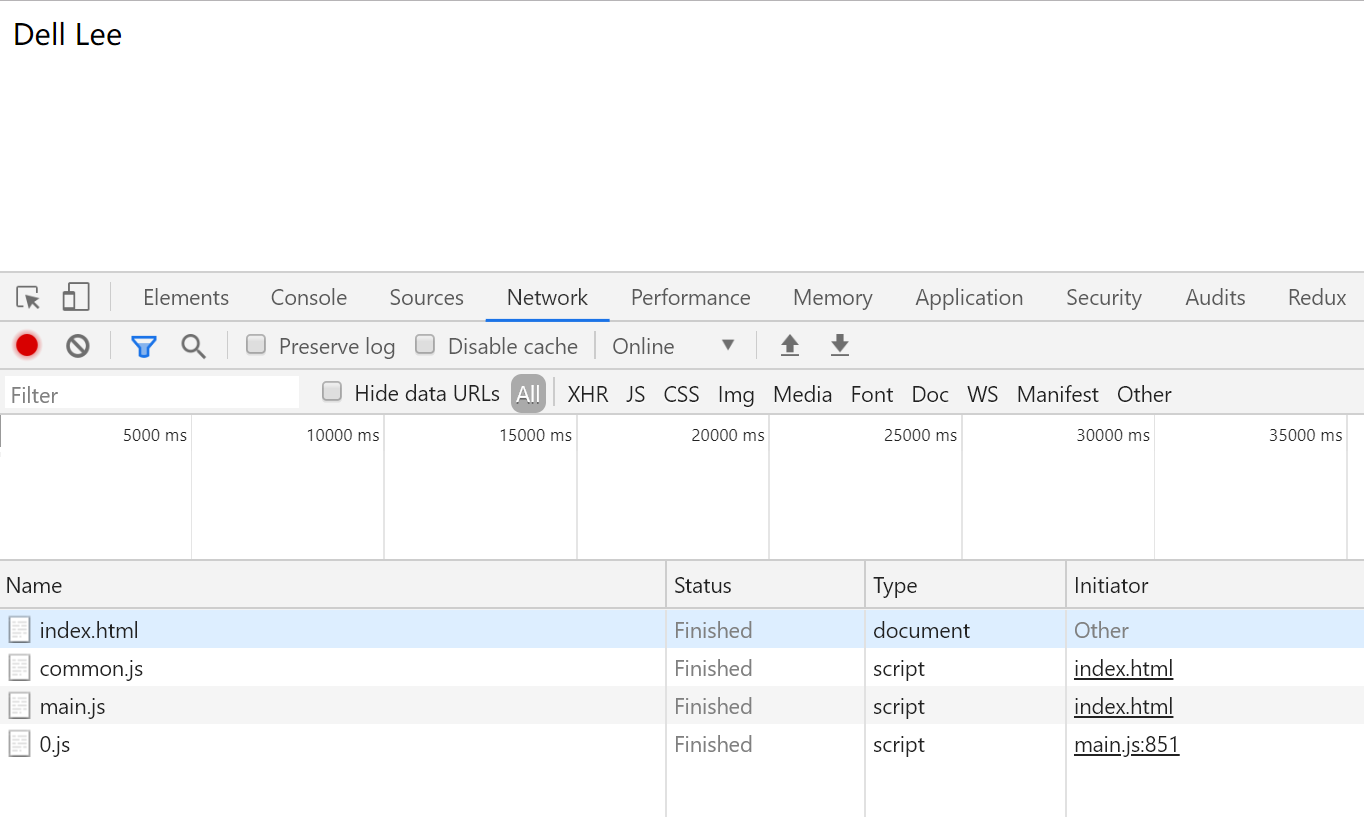 Dell Lee
Elements Console Sources Network Performance Memory Application Security Audits Redux
Preserve log Disable cache Online
Filter Hide data URLs All XHR JS CSS Img Media Font Doc WS Manifest Other
5000 ms 10000 ms 15000 ms 20000 ms 25000 ms 30000 ms 35000 ms
Name Status Type Initiator
index.html Finished document Other
common.js Finished script index.html
main.js Finished script index.html
0.js Finished script main.js:851